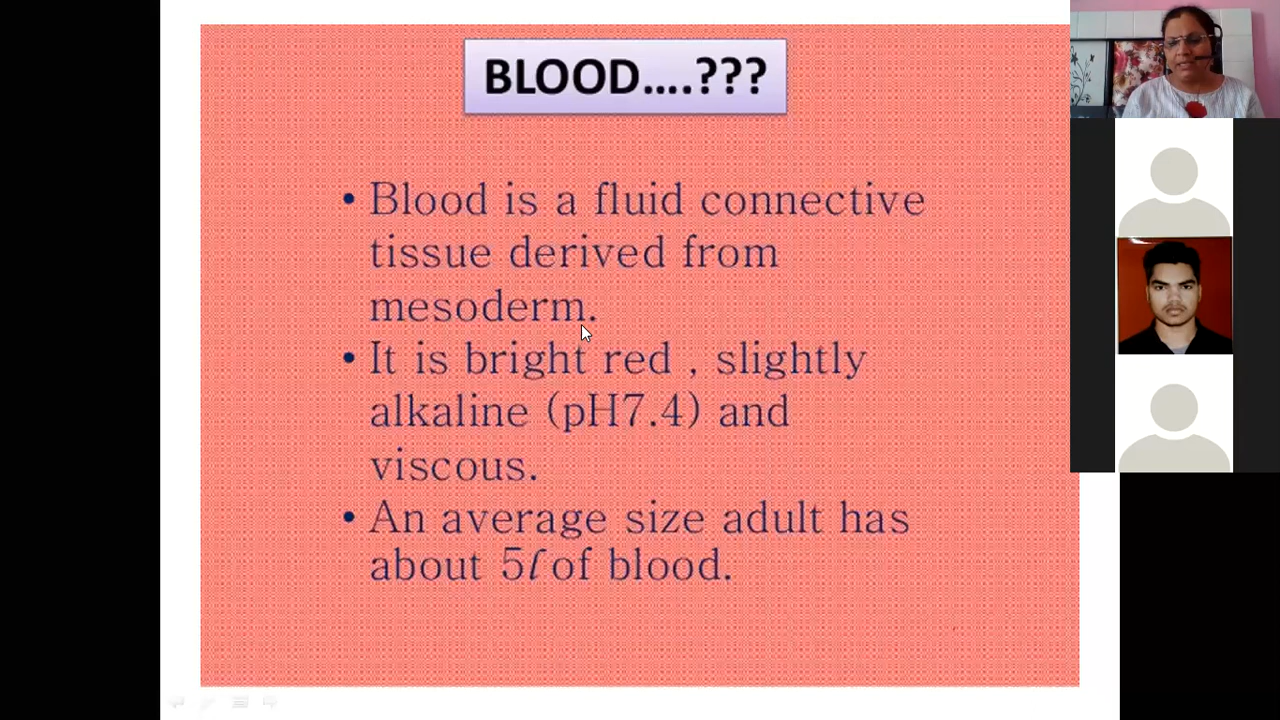 BLOOD....???
• Blood is a fluid connective
tissue derived from
mesoderm.
• It is bright red , slightly
alkaline (pH7.4) and
viscous.
• An average size adult has
about 5l of blood.